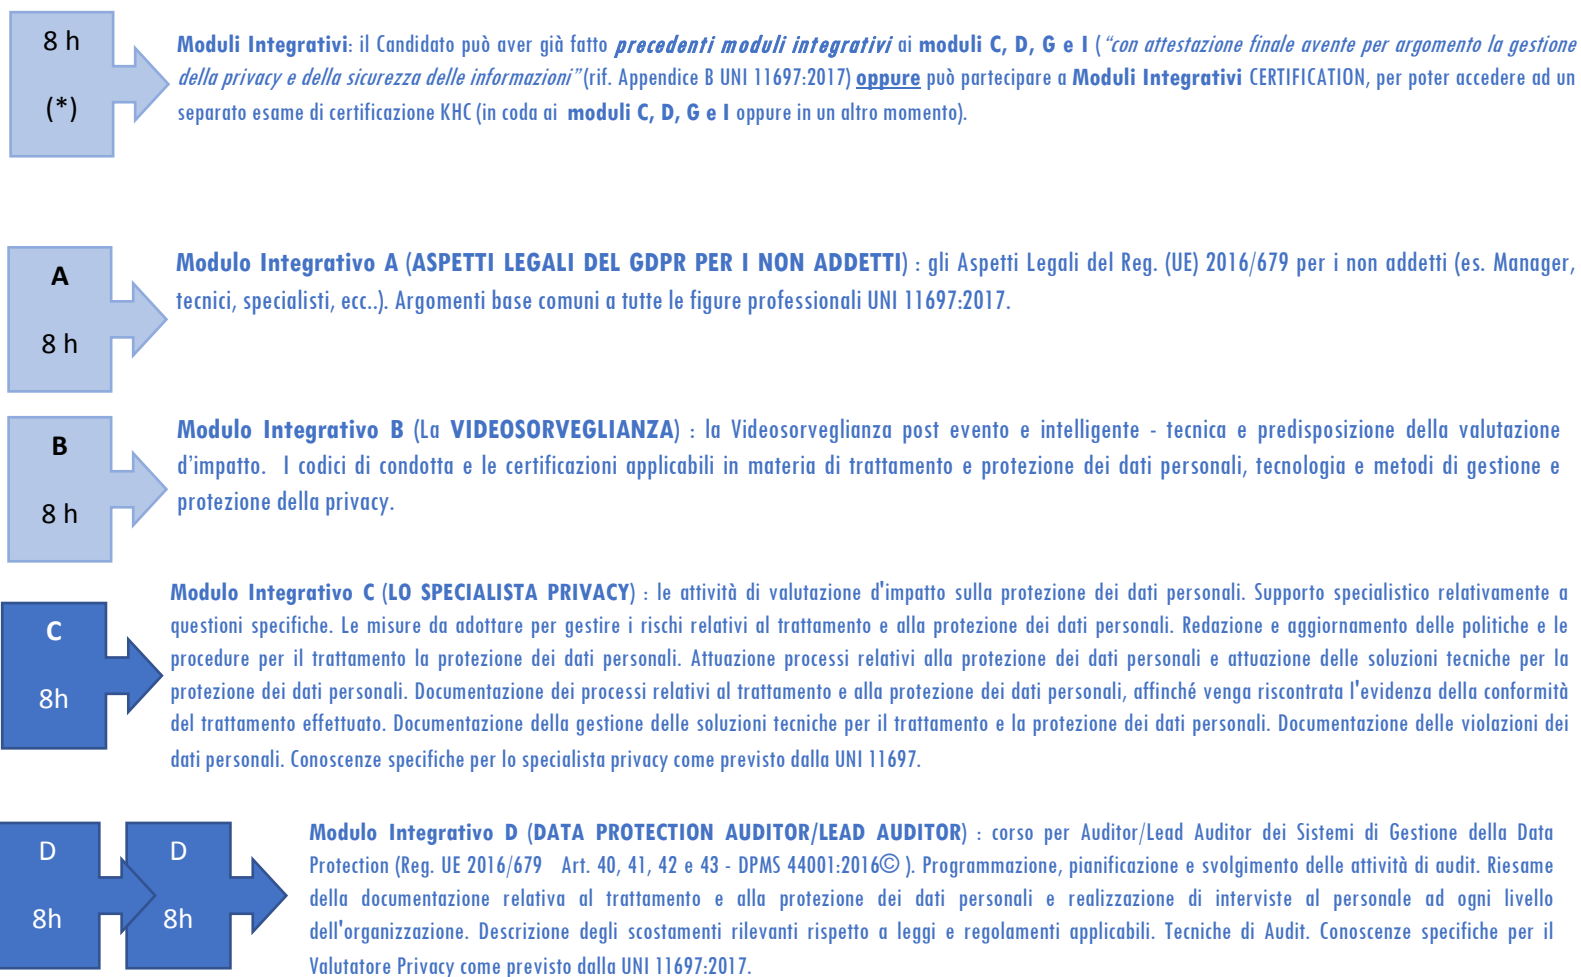 8 h
(*)
Moduli Integrativi: il Candidato può aver già fatto precedenti moduli integrativi ai moduli C, D, G e I (“con attestazione finale avente per argomento la gestione
della privacy e della sicurezza delle informazioni” (rif. Appendice B UNI 11697:2017) oppure può partecipare a Moduli Integrativi CERTIFICATION, per poter accedere ad un
separato esame di certificazione KHC (in coda ai moduli C, D, G e I oppure in un altro momento).
A
8 h
Modulo Integrativo A (ASPETTI LEGALI DEL GDPR PER I NON ADDETTI) : gli Aspetti Legali del Reg. (UE) 2016/679 per i non addetti (es. Manager,
tecnici, specialisti, ecc..). Argomenti base comuni a tutte le figure professionali UNI 11697:2017.
B
8 h
Modulo Integrativo B (La VIDEOSORVEGLIANZA) : la Videosorveglianza post evento e intelligente - tecnica e predisposizione della valutazione
d’impatto. I codici di condotta e le certificazioni applicabili in materia di trattamento e protezione dei dati personali, tecnologia e metodi di gestione e
protezione della privacy.
C
8h
Modulo Integrativo C (LO SPECIALISTA PRIVACY) : le attività di valutazione d'impatto sulla protezione dei dati personali. Supporto specialistico relativamente a
questioni specifiche. Le misure da adottare per gestire i rischi relativi al trattamento e alla protezione dei dati personali. Redazione e aggiornamento delle politiche e le
procedure per il trattamento la protezione dei dati personali. Attuazione processi relativi alla protezione dei dati personali e attuazione delle soluzioni tecniche per la
protezione dei dati personali. Documentazione dei processi relativi al trattamento e alla protezione dei dati personali, affinché venga riscontrata l'evidenza della conformità
del trattamento effettuato. Documentazione della gestione delle soluzioni tecniche per il trattamento e la protezione dei dati personali. Documentazione delle violazioni dei
dati personali. Conoscenze specifiche per lo specialista privacy come previsto dalla UNI 11697.
D
8h
D
8h
Modulo Integrativo D (DATA PROTECTION AUDITOR/LEAD AUDITOR) : corso per Auditor/Lead Auditor dei Sistemi di Gestione della Data
Protection (Reg. UE 2016/679 Art. 40, 41, 42 e 43 - DPMS 44001:2016© ). Programmazione, pianificazione e svolgimento delle attività di audit. Riesame
della documentazione relativa al trattamento e alla protezione dei dati personali e realizzazione di interviste al personale ad ogni livello
dell'organizzazione. Descrizione degli scostamenti rilevanti rispetto a leggi e regolamenti applicabili. Tecniche di Audit. Conoscenze specifiche per il
Valutatore Privacy come previsto dalla UNI 11697:2017.